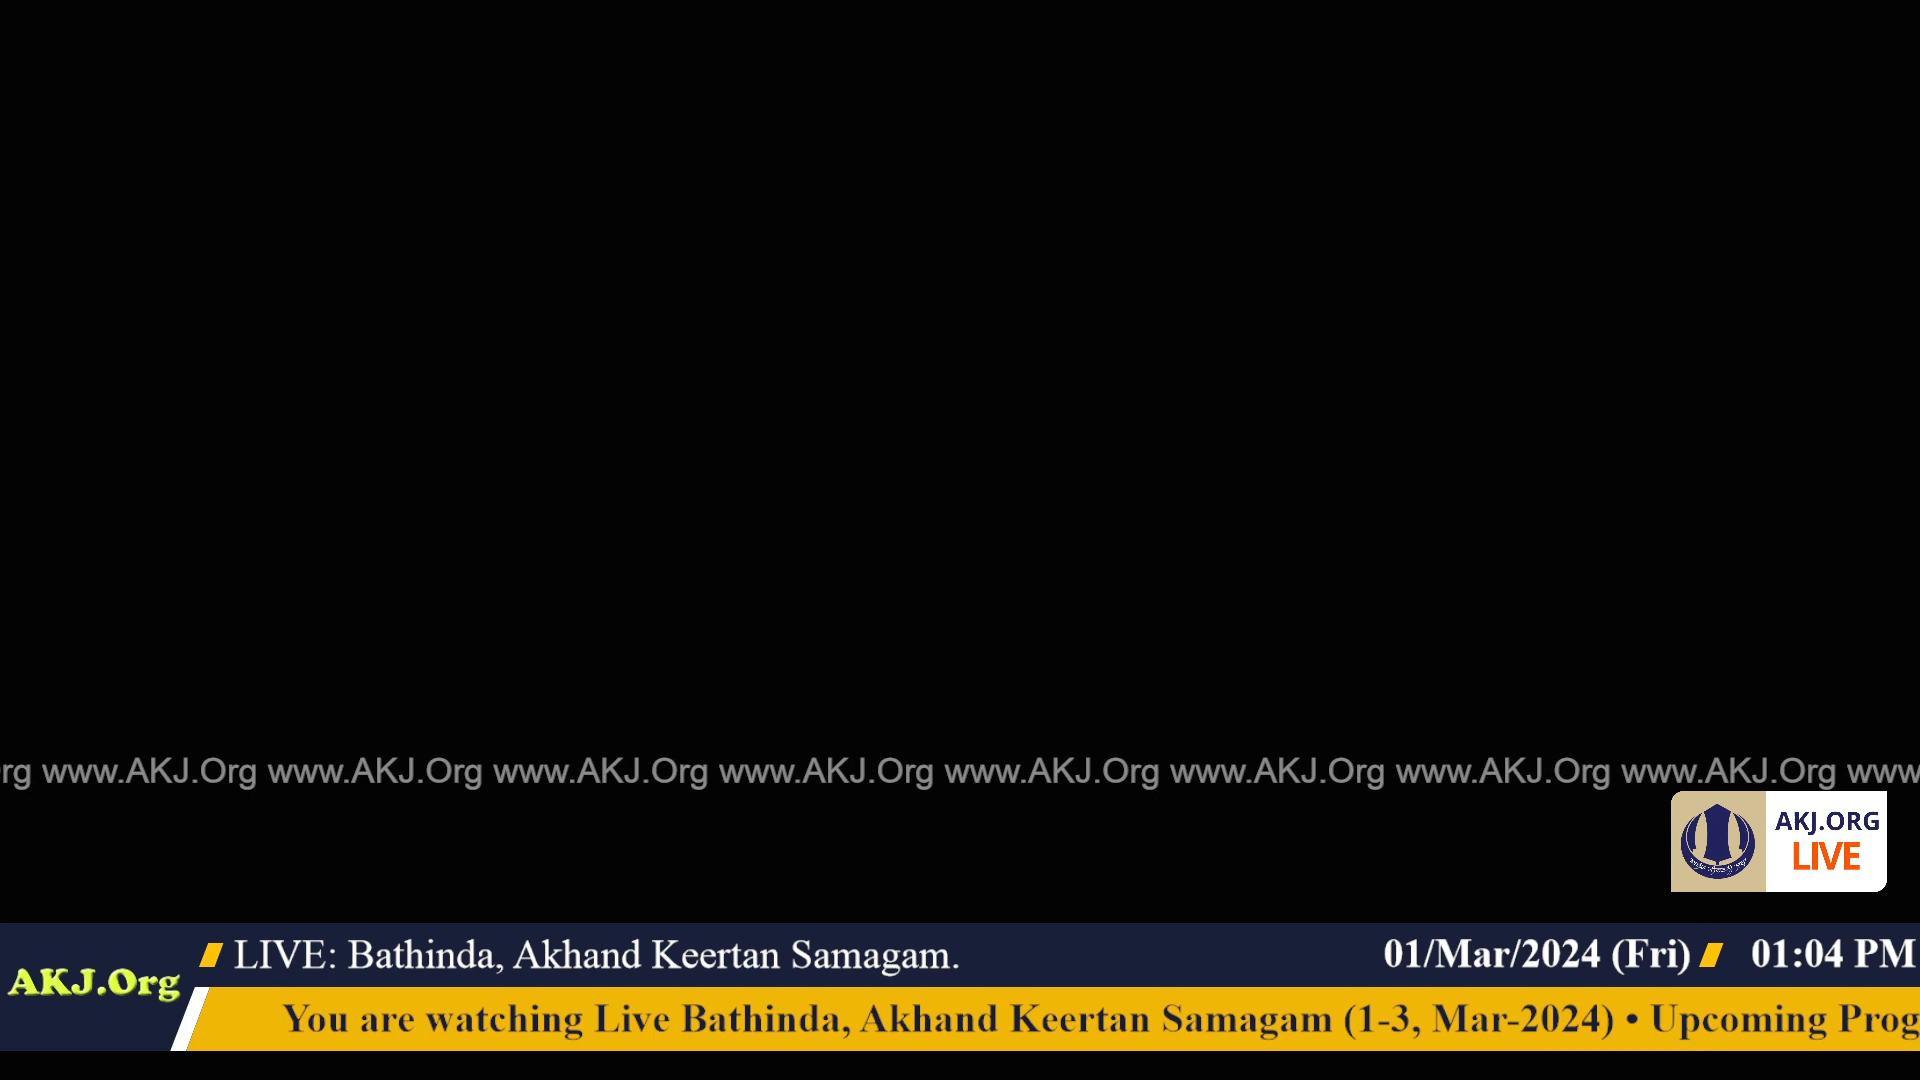 rg www.AKJ.Org www.AKJ.Org www.AKJ.Org www.AKJ.Org www.AKJ.Org www.AKJ.Org www.AKJ.Org www.AKJ.Org www
AKJ.ORG
LIVE
AKJ.Org
LIVE: Bathinda, Akhand Keertan Samagam. 01/Mar/2024 (Fri) 01:04 PM
You are watching Live Bathinda, Akhand Keertan Samagam (1-3, Mar-2024) • Upcoming Prog